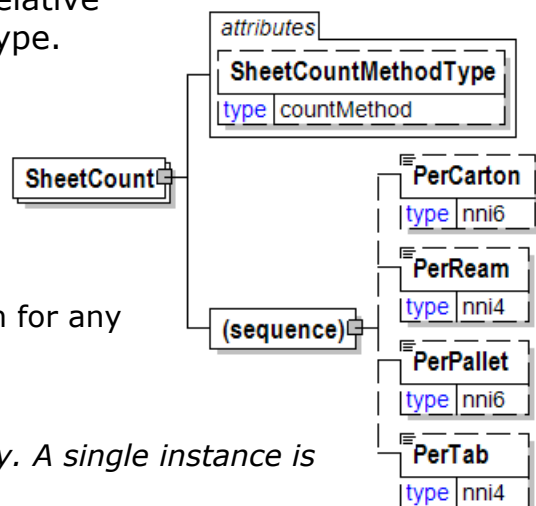 elative
ype.
attributes
SheetCountMethodType
type countMethod
SheetCount
PerCarton
type nni6
PerReam
type nni4
n for any
(sequence)
PerPallet
type nni6
y. A single instance is
PerTab
type nni4